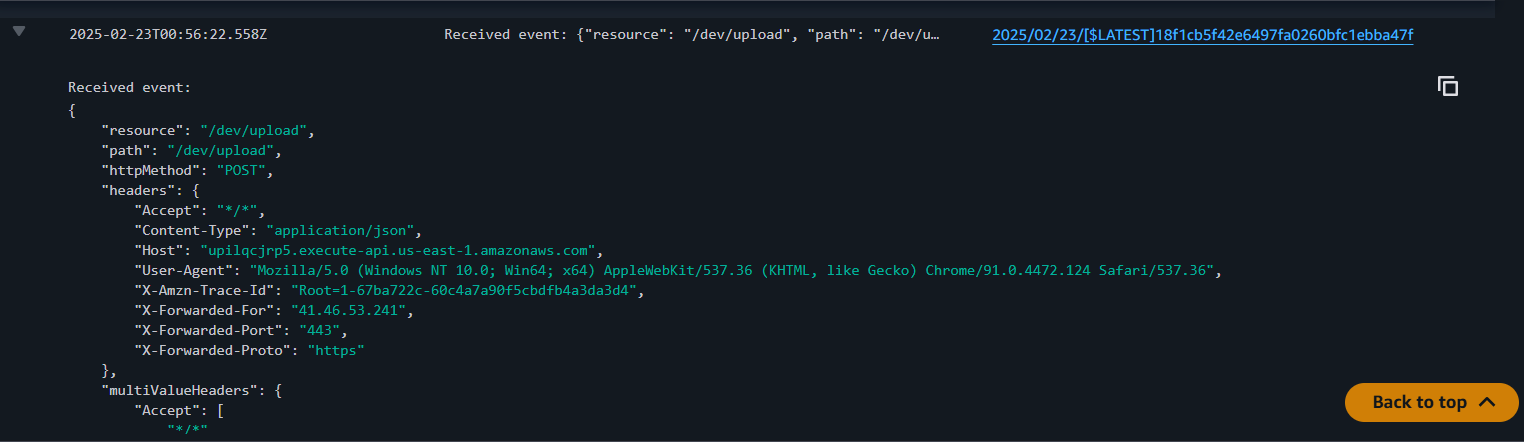 2025-02-23T00:56:22.558Z Received event: {"resource": "/dev/upload", "path": "/dev/u… 2025/02/23/[$LATEST]18f1cb5f42e6497fa0260bfc1ebba47f
Received event:
{
"resource": "/dev/upload",
"path": "/dev/upload",
"httpMethod": "POST",
"headers": {
"Accept": "*/*",
"Content-Type": "application/json",
"Host": "upilqcjrp5.execute-api.us-east-1.amazonaws.com",
"User-Agent": "Mozilla/5.0 (Windows NT 10.0; Win64; x64) AppleWebKit/537.36 (KHTML, like Gecko) Chrome/91.0.4472.124 Safari/537.36",
"X-Amzn-Trace-Id": "Root=1-67ba722c-60c4a7a90f5cbdfb4a3da3d4",
"X-Forwarded-For": "41.46.53.241",
"X-Forwarded-Port": "443",
"X-Forwarded-Proto": "https"
},
"multiValueHeaders": {
"Accept": [
"*/*"
Back to top